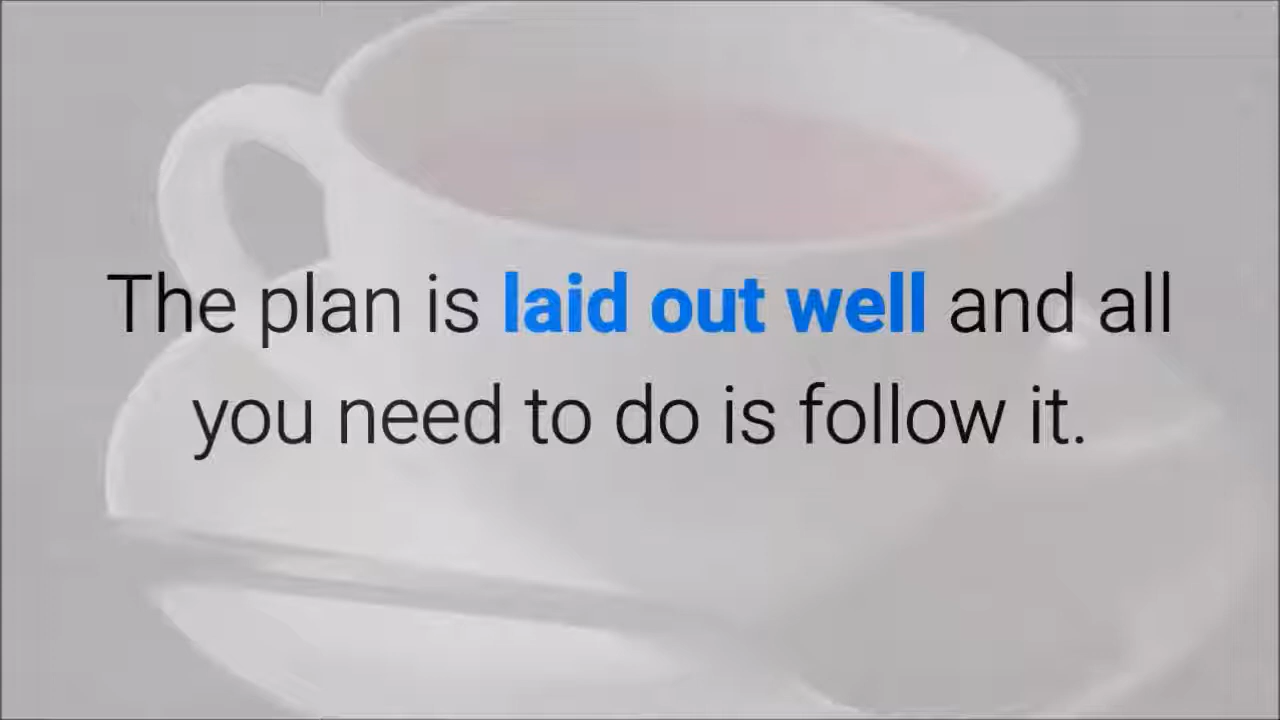 The plan is laid out well and all
you need to do is follow it.